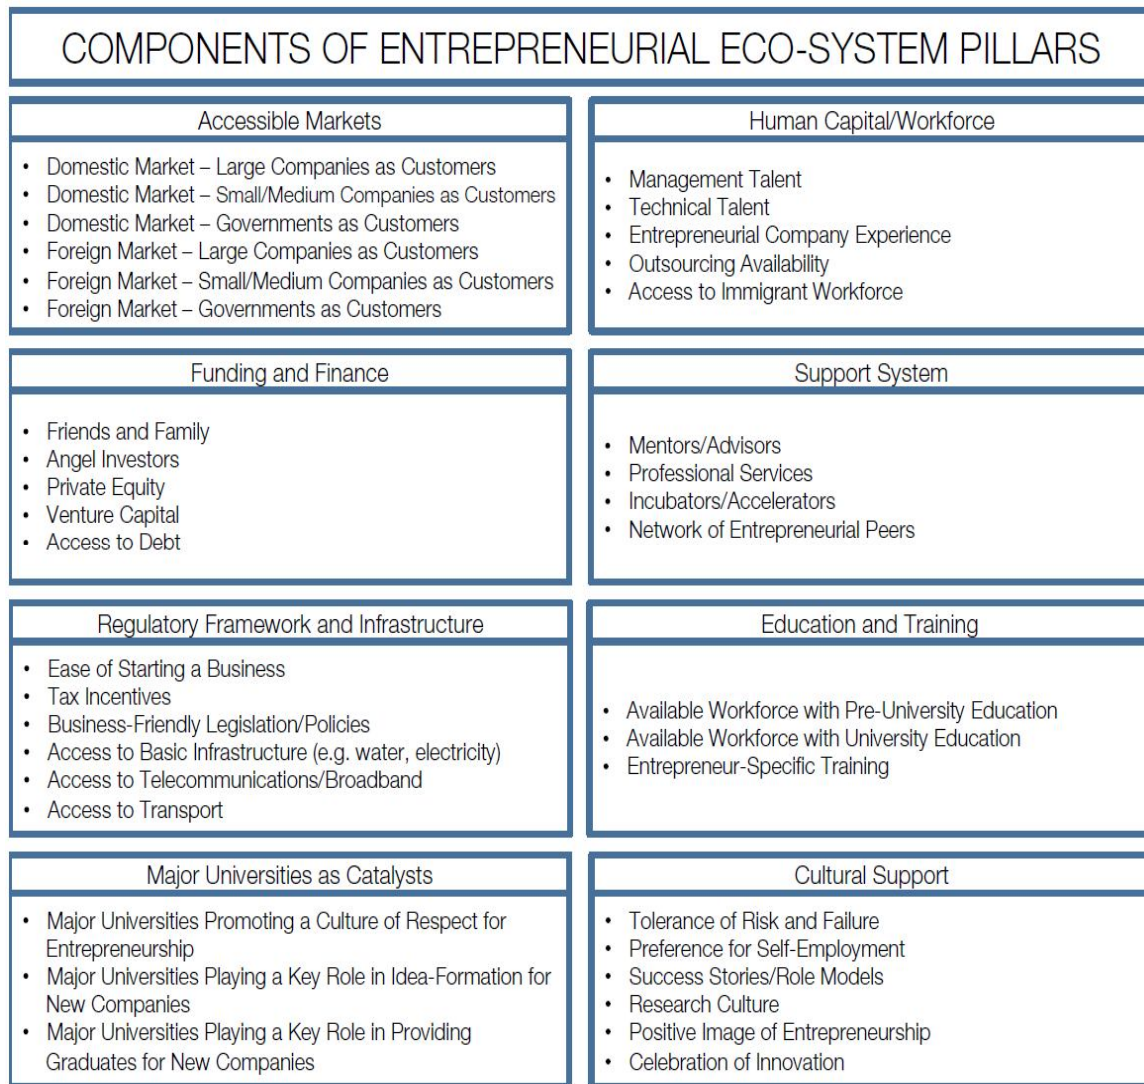 COMPONENTS OF ENTREPRENEURIAL ECO-SYSTEM PILLARS
Accessible Markets
• Domestic Market – Large Companies as Customers
• Domestic Market – Small/Medium Companies as Customers
• Domestic Market – Governments as Customers
• Foreign Market – Large Companies as Customers
• Foreign Market – Small/Medium Companies as Customers
• Foreign Market – Governments as Customers
Human Capital/Workforce
• Management Talent
• Technical Talent
• Entrepreneurial Company Experience
• Outsourcing Availability
• Access to Immigrant Workforce
Funding and Finance
• Friends and Family
• Angel Investors
• Private Equity
• Venture Capital
• Access to Debt
Support System
• Mentors/Advisors
• Professional Services
• Incubators/Accelerators
• Network of Entrepreneurial Peers
Regulatory Framework and Infrastructure
• Ease of Starting a Business
• Tax Incentives
• Business-Friendly Legislation/Policies
• Access to Basic Infrastructure (e.g. water, electricity)
• Access to Telecommunications/Broadband
• Access to Transport
Education and Training
• Available Workforce with Pre-University Education
• Available Workforce with University Education
• Entrepreneur-Specific Training
Major Universities as Catalysts
• Major Universities Promoting a Culture of Respect for
Entrepreneurship
• Major Universities Playing a Key Role in Idea-Formation for
New Companies
• Major Universities Playing a Key Role in Providing
Graduates for New Companies
Cultural Support
• Tolerance of Risk and Failure
• Preference for Self-Employment
• Success Stories/Role Models
• Research Culture
• Positive Image of Entrepreneurship
• Celebration of Innovation